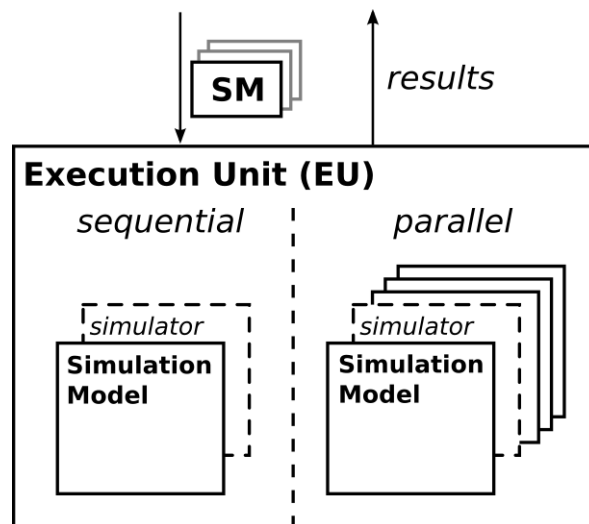 SM
results
Execution Unit (EU)
sequential
parallel
simulator
Simulation
Model
simulator
Simulation
Model